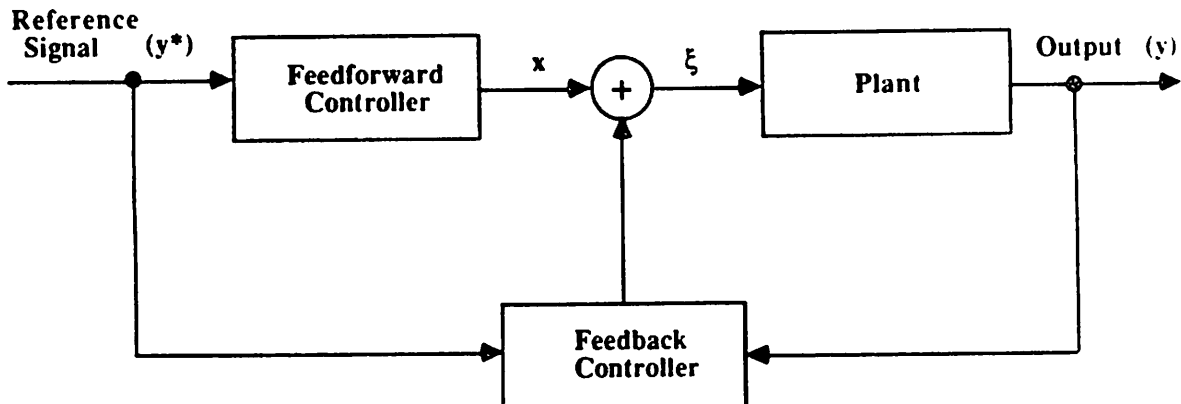 Reference
Signal (y*)
Feedforward
Controller
x
+
ξ
Plant
Output (y)
Feedback
Controller